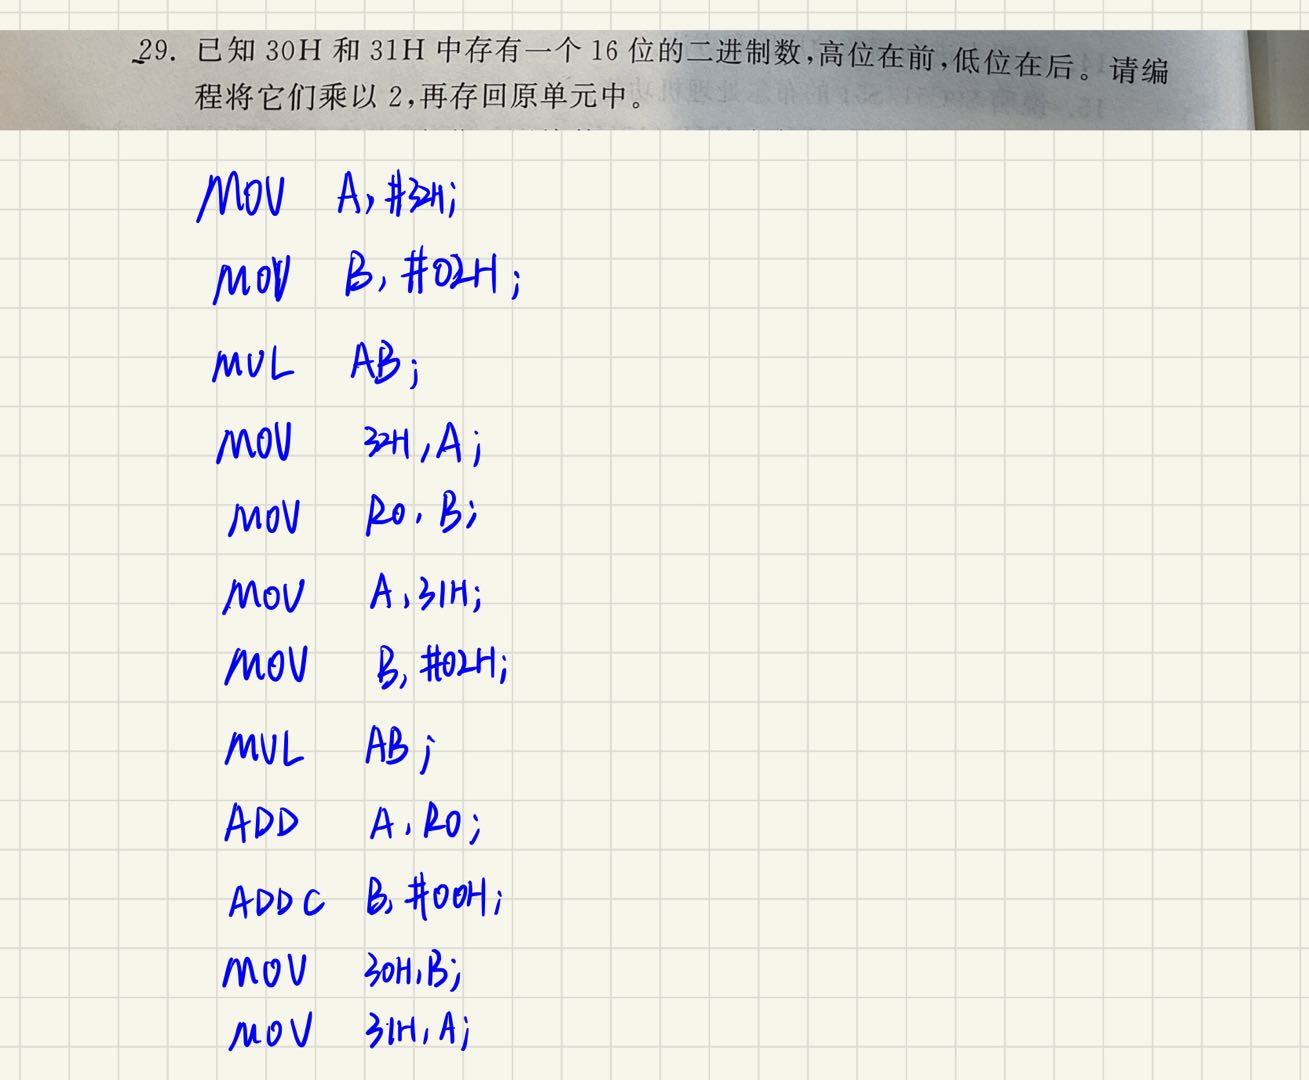 29. 已知 30H 和 31H 中存有一个 16 位的二进制数,高位在前,低位在后。请编
程将它们乘以 2,再存回原单元中。
MOV A, #32H;
MOV B, #02H;
MUL AB;
MOV 32H, A;
MOV R0, B;
MOV A, 31H;
MOV B, #02H;
MUL AB;
ADD A, R0;
ADDC B, #00H;
MOV 30H, B;
MOV 31H, A;